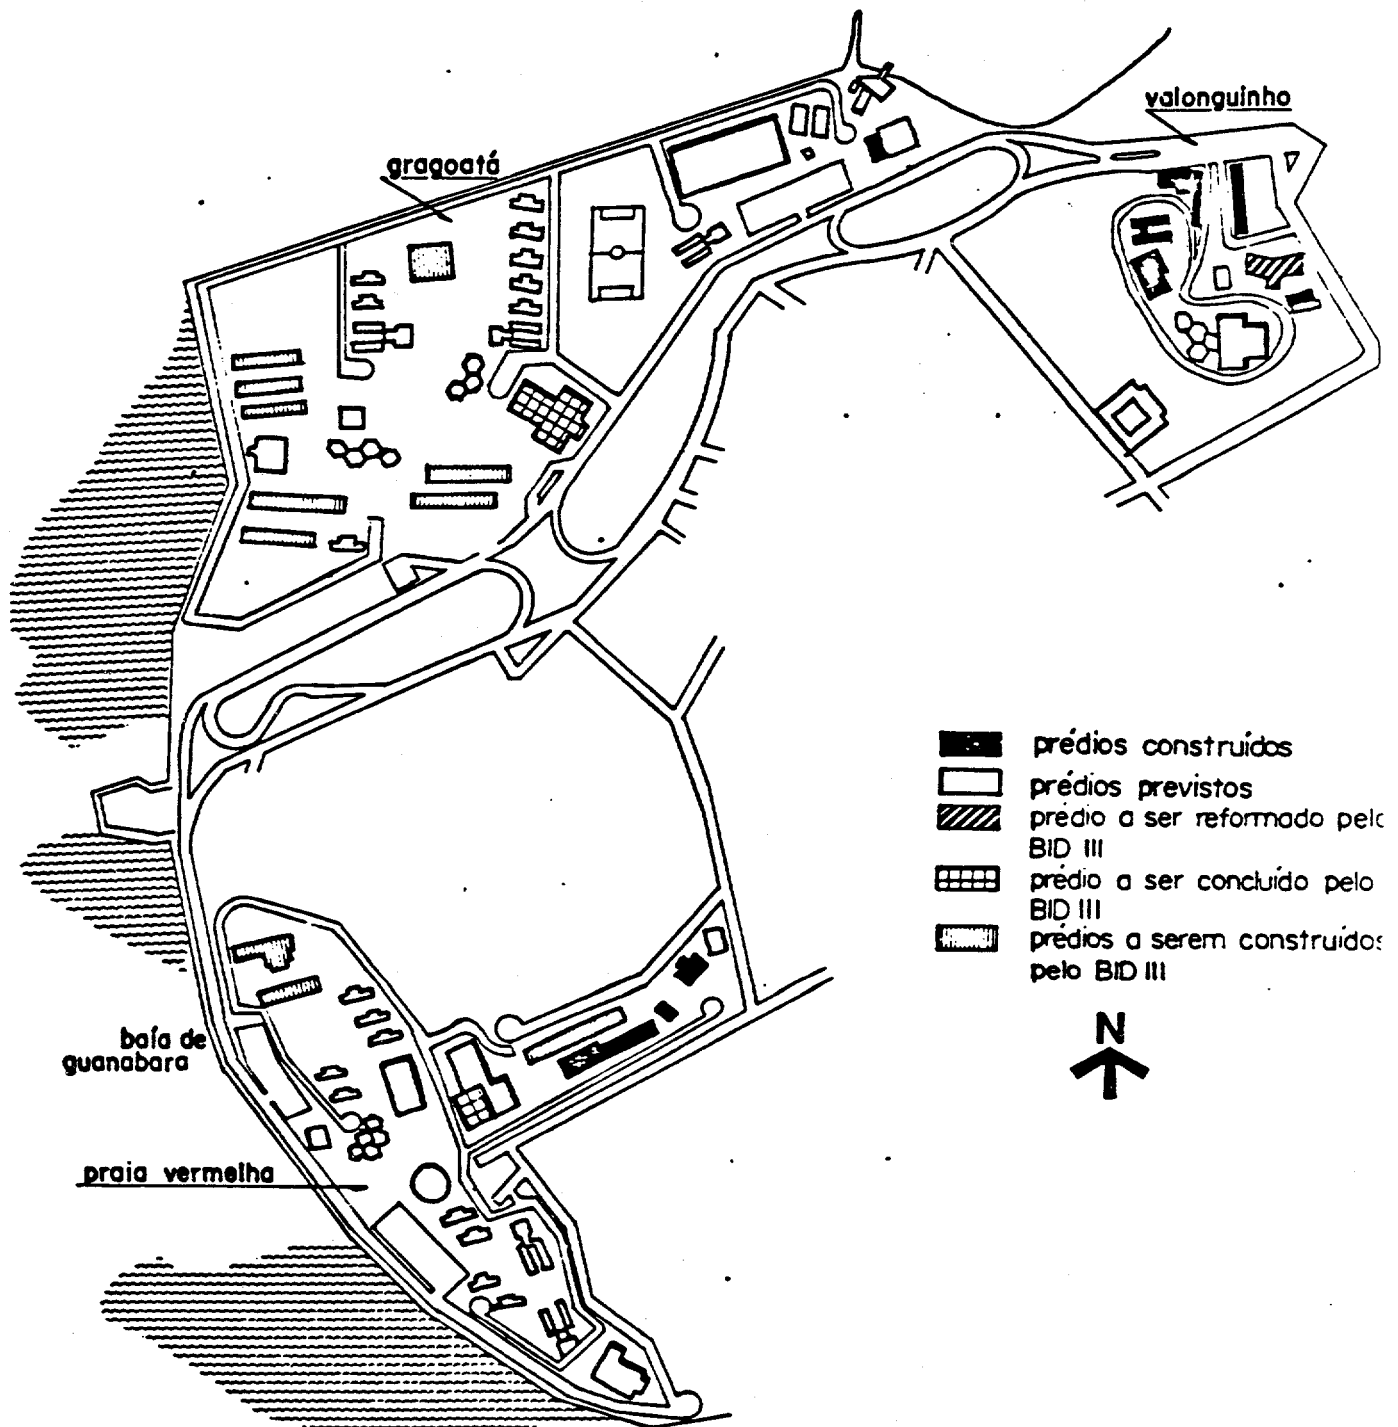 valonguinho
gragoatá
prédios construídos
prédios previstos
prédio a ser reformado pelo
BID III
prédio a ser concluído pelo
BID III
prédios a serem construídos
pelo BID III
N
baía de
guanabara
praia vermelha